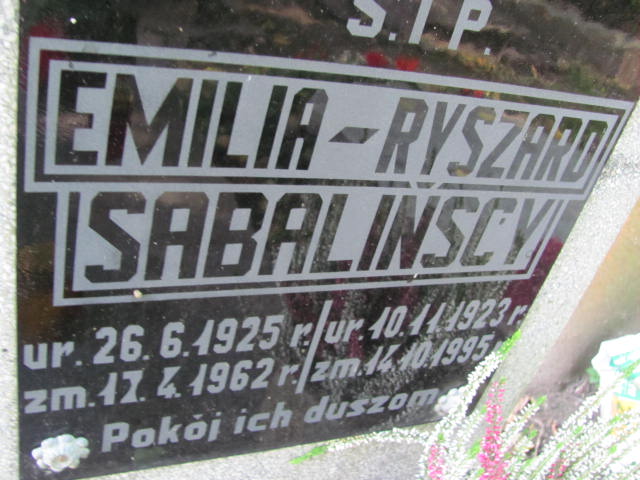 Ś.†P.
EMILIA-RYSZARD
SABALIŃSCY
ur. 26.6.1925 r./ur 10.11.1923 r.
zm. 17.4.1962 r./zm. 14.10.1995 r.
Pokój ich duszom